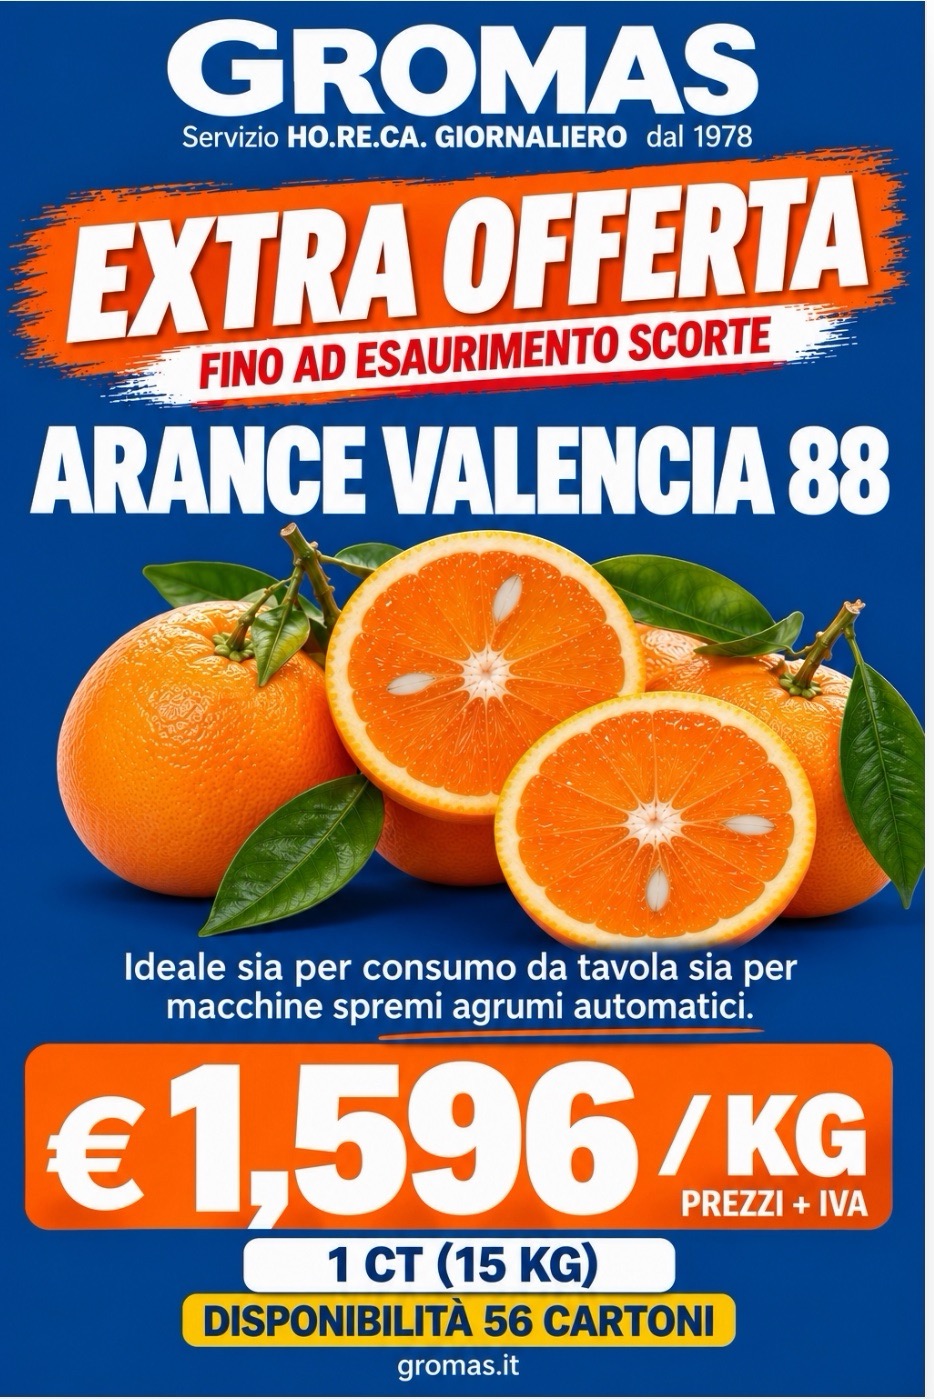 GROMAS
Servizio HO.RE.CA. GIORNALIERO dal 1978
EXTRA OFFERTA
FINO AD ESAURIMENTO SCORTE
ARANCE VALENCIA 88
Ideale sia per consumo da tavola sia per
macchine spremi agrumi automatici.
€ 1,596 / KG
PREZZI + IVA
1 CT (15 KG)
DISPONIBILITÀ 56 CARTONI
gromas.it